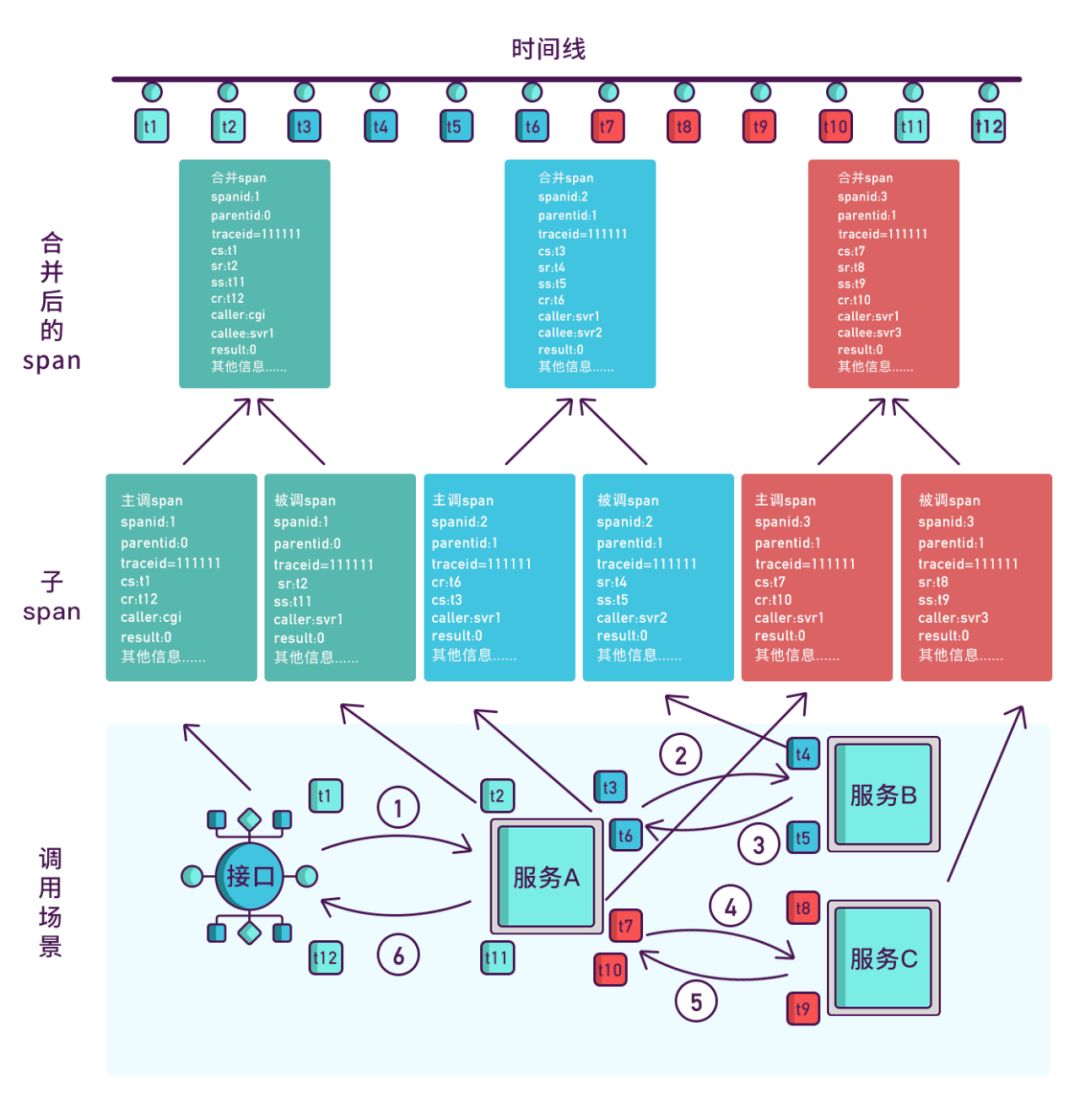 时间线
t1
t2
t3
t4
t5
t6
t7
t8
t9
t10
t11
t12
合并后的span
合并span
spanid:1
parentid:0
traceid=111111
cs:t1
sr:t2
ss:t11
cr:t12
caller:cgi
callee:svr1
result:0
其他信息......
合并span
spanid:2
parentid:1
traceid=111111
cs:t3
sr:t4
ss:t5
cr:t6
caller:svr1
callee:svr2
result:0
其他信息......
合并span
spanid:3
parentid:1
traceid=111111
cs:t7
sr:t8
ss:t9
cr:t10
caller:svr1
callee:svr3
result:0
其他信息......
子
span
主调span
spanid:1
parentid:0
traceid=111111
cs:t1
cr:t12
caller:cgi
result:0
其他信息......
被调span
spanid:1
parentid:0
traceid=111111
sr:t2
ss:t11
caller:svr1
result:0
其他信息......
主调span
spanid:2
parentid:1
traceid=111111
cr:t6
cs:t3
caller:svr1
result:0
其他信息......
被调span
spanid:2
parentid:1
traceid=111111
sr:t4
ss:t5
caller:svr2
result:0
其他信息......
主调span
spanid:3
parentid:1
traceid=111111
cs:t7
cr:t10
caller:svr1
result:0
其他信息......
被调span
spanid:3
parentid:1
traceid=111111
sr:t8
ss:t9
caller:svr3
result:0
其他信息......
调用场景
接口
t1
1
t2
t3
2
t4
服务B
t6
3
t5
服务A
t7
4
t8
服务C
t12
6
t11
t10
5
t9